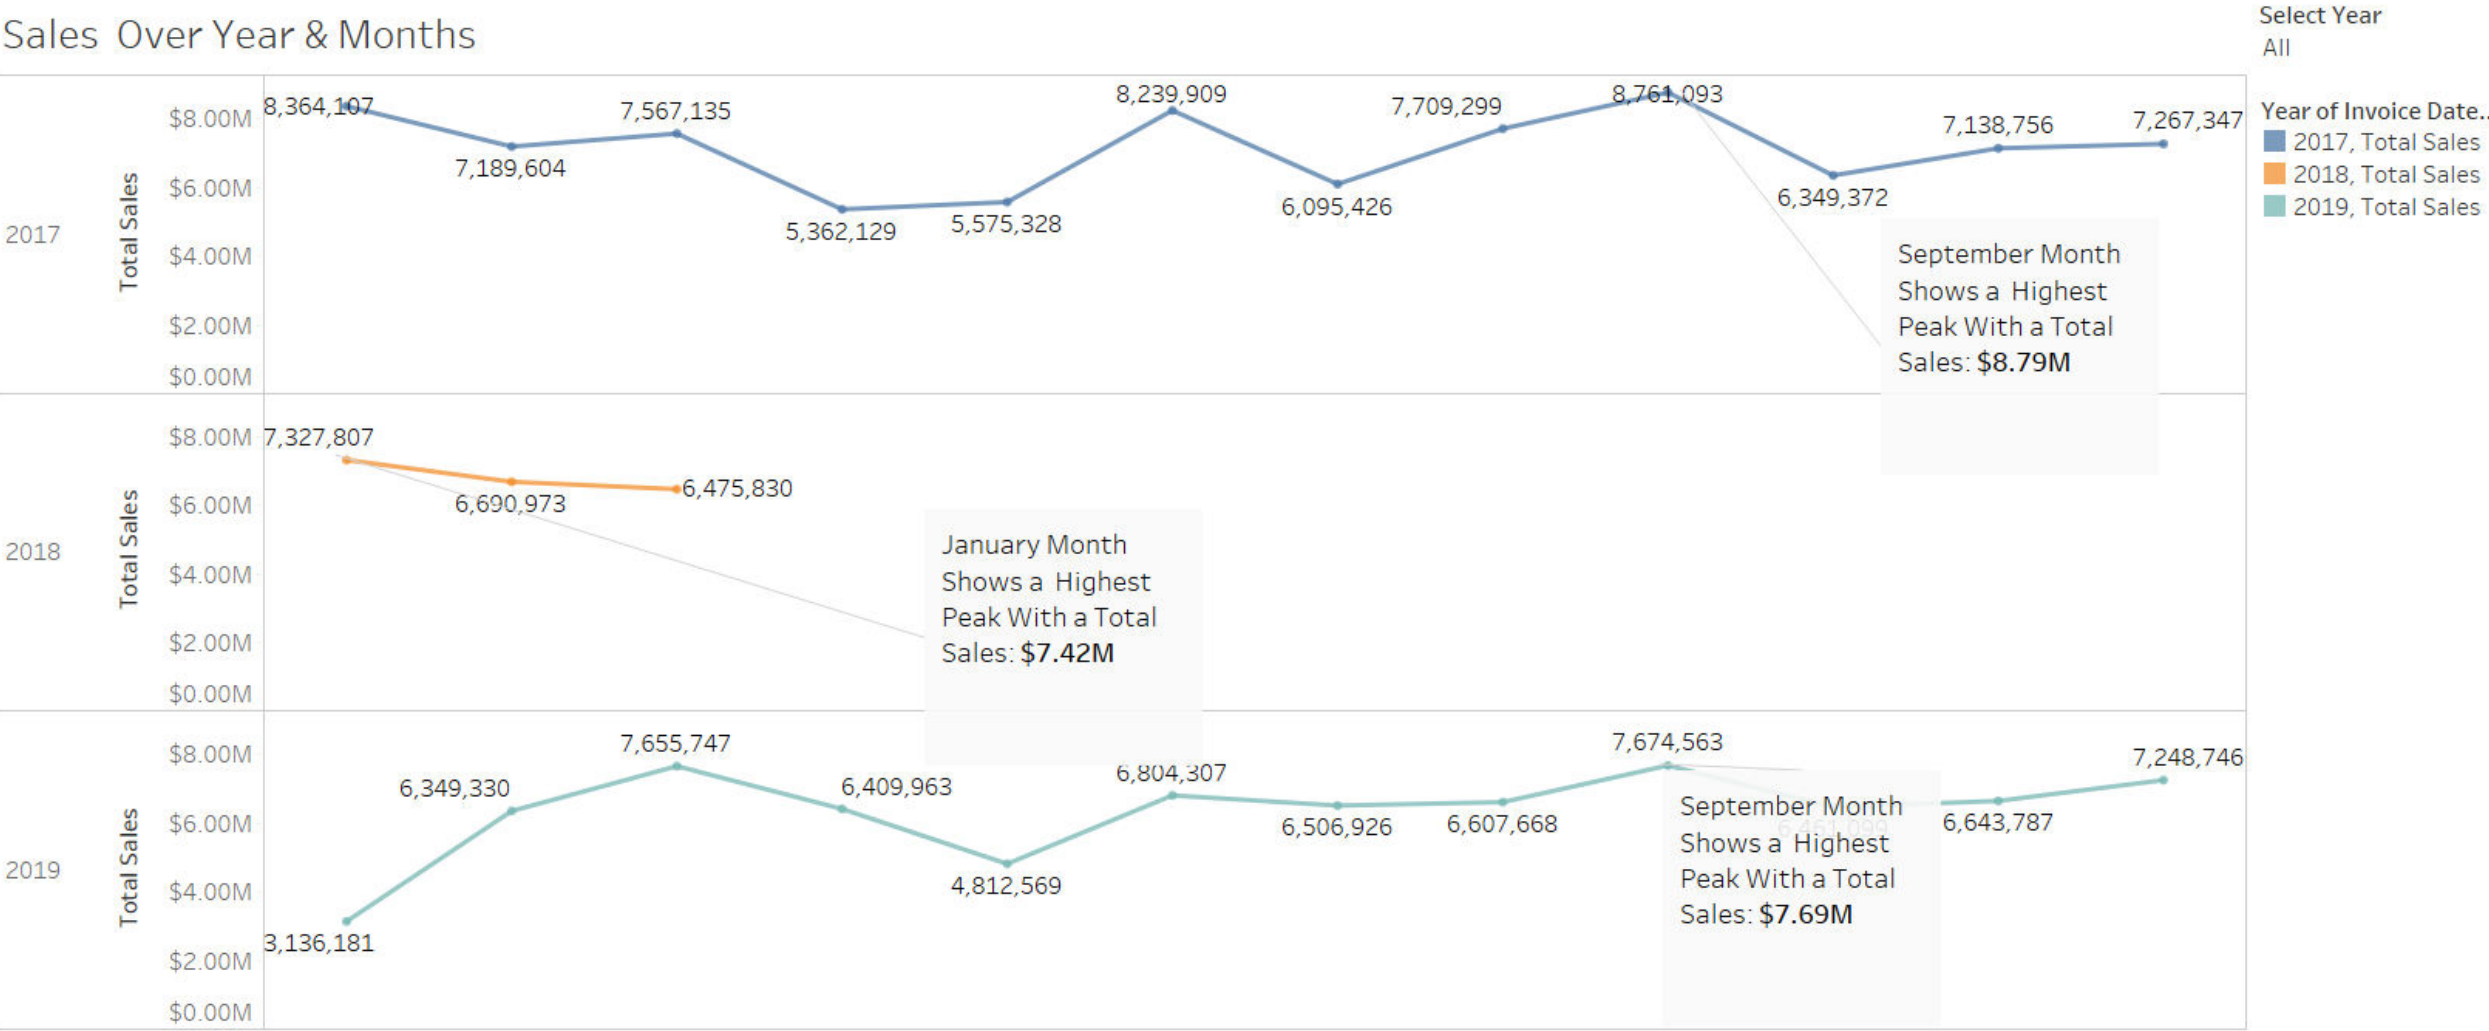 Sales Over Year & Months
Select Year
All
Year of Invoice Date..
2017, Total Sales
2018, Total Sales
2019, Total Sales
2017
Total Sales
$8.00M
$6.00M
$4.00M
$2.00M
$0.00M
8,364,107
7,189,604
7,567,135
5,362,129
5,575,328
8,239,909
6,095,426
7,709,299
8,761,093
6,349,372
7,138,756
7,267,347
September Month
Shows a Highest
Peak With a Total
Sales: $8.79M
2018
Total Sales
$8.00M
$6.00M
$4.00M
$2.00M
$0.00M
7,327,807
6,690,973
6,475,830
January Month
Shows a Highest
Peak With a Total
Sales: $7.42M
2019
Total Sales
$8.00M
$6.00M
$4.00M
$2.00M
$0.00M
3,136,181
6,349,330
7,655,747
6,409,963
4,812,569
6,804,307
6,506,926
6,607,668
7,674,563
6,461,099
6,643,787
7,248,746
September Month
Shows a Highest
Peak With a Total
Sales: $7.69M